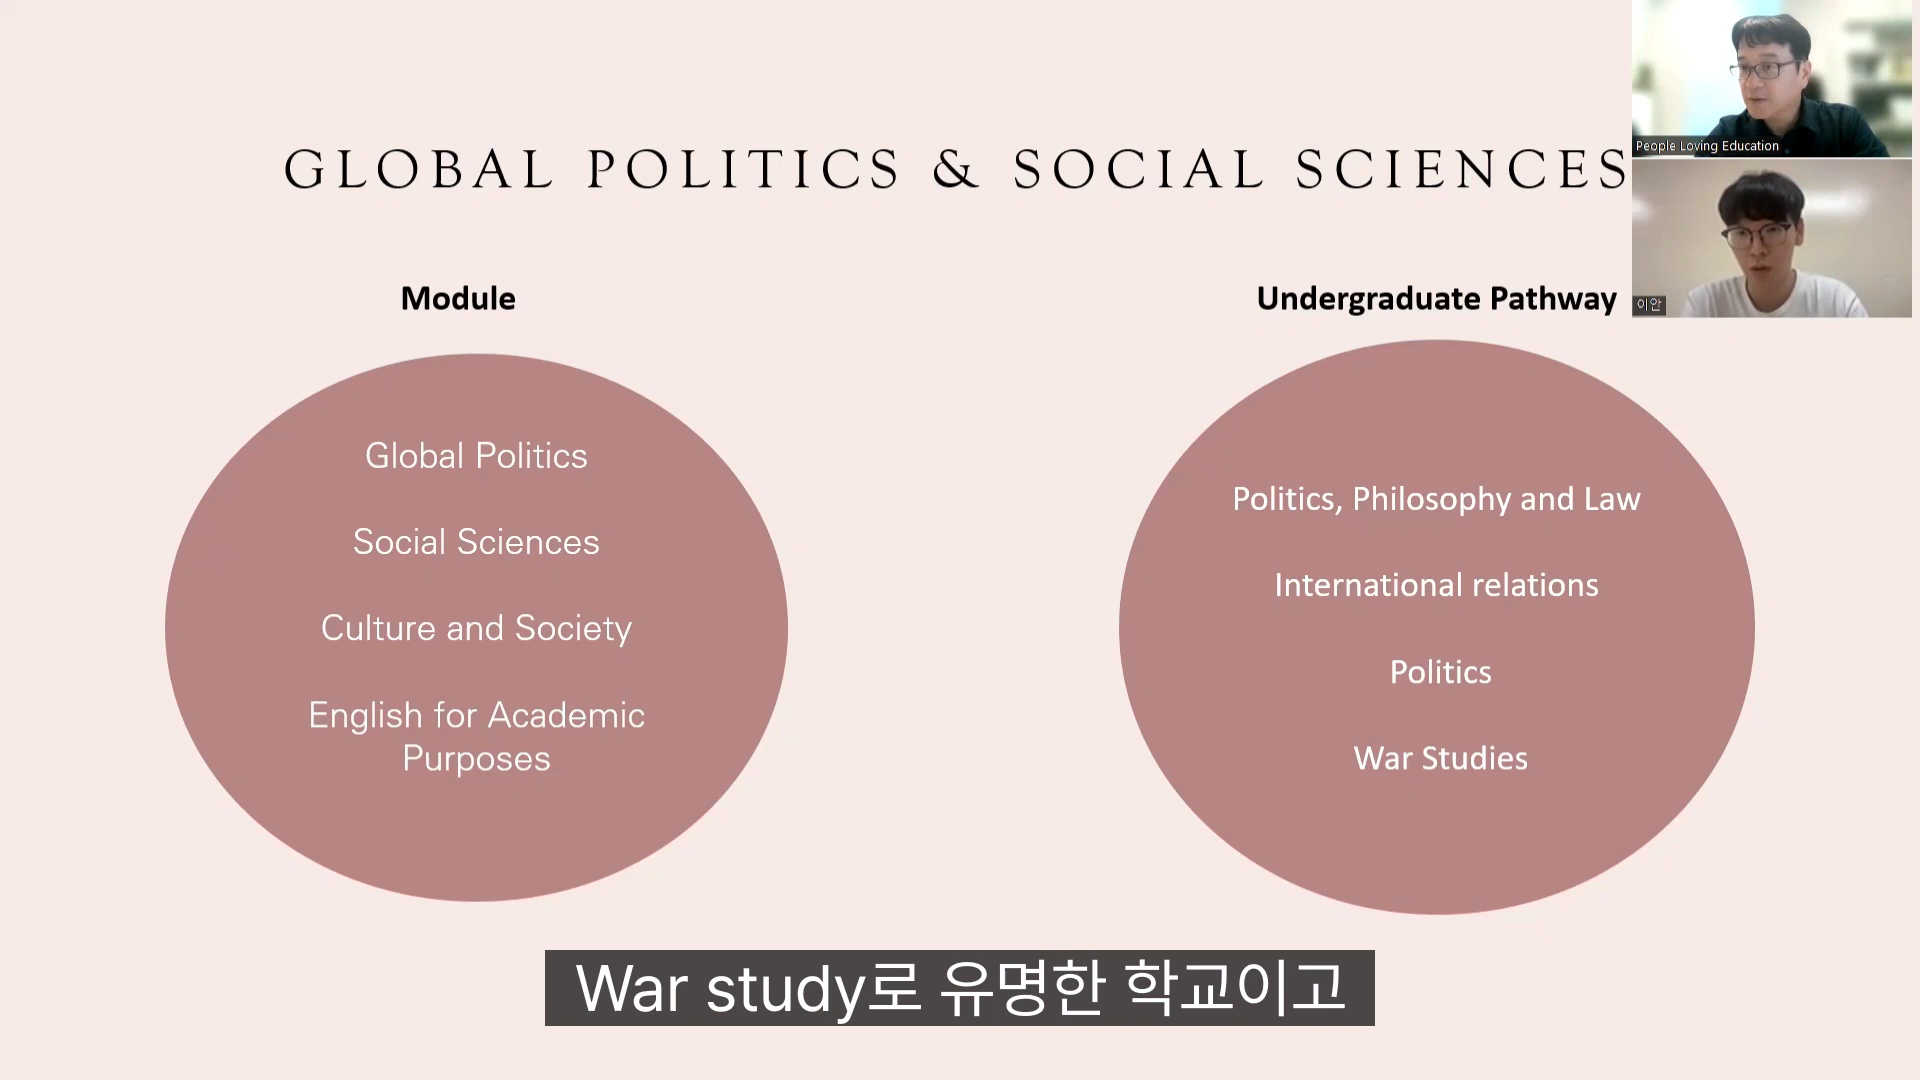 GLOBAL POLITICS & SOCIAL SCIENCES
People Loving Education
이안
Module
Global Politics
Social Sciences
Culture and Society
English for Academic
Purposes
Undergraduate Pathway
Politics, Philosophy and Law
International relations
Politics
War Studies
War study로 유명한 학교이고